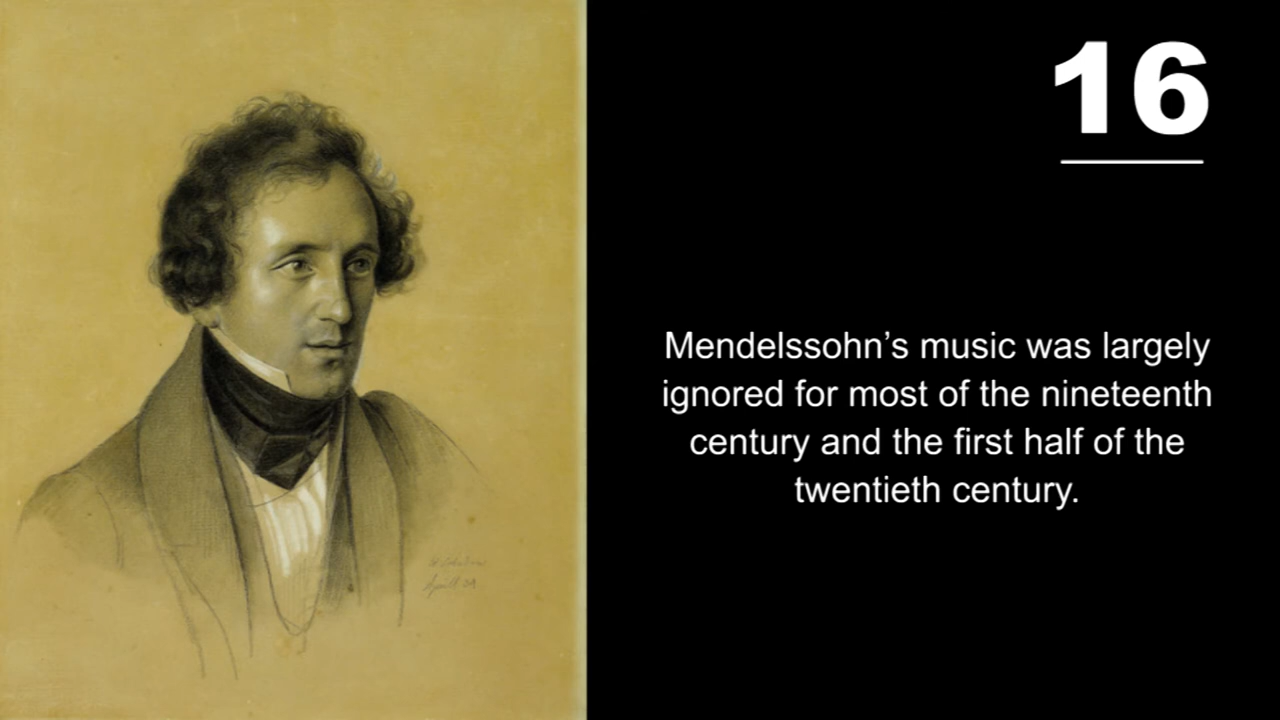 16
Mendelssohn’s music was largely
ignored for most of the nineteenth
century and the first half of the
twentieth century.